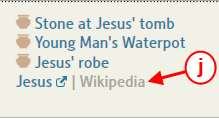 Stone at Jesus' tomb
Young Man's Waterpot
Jesus' robe
Jesus | Wikipedia
j